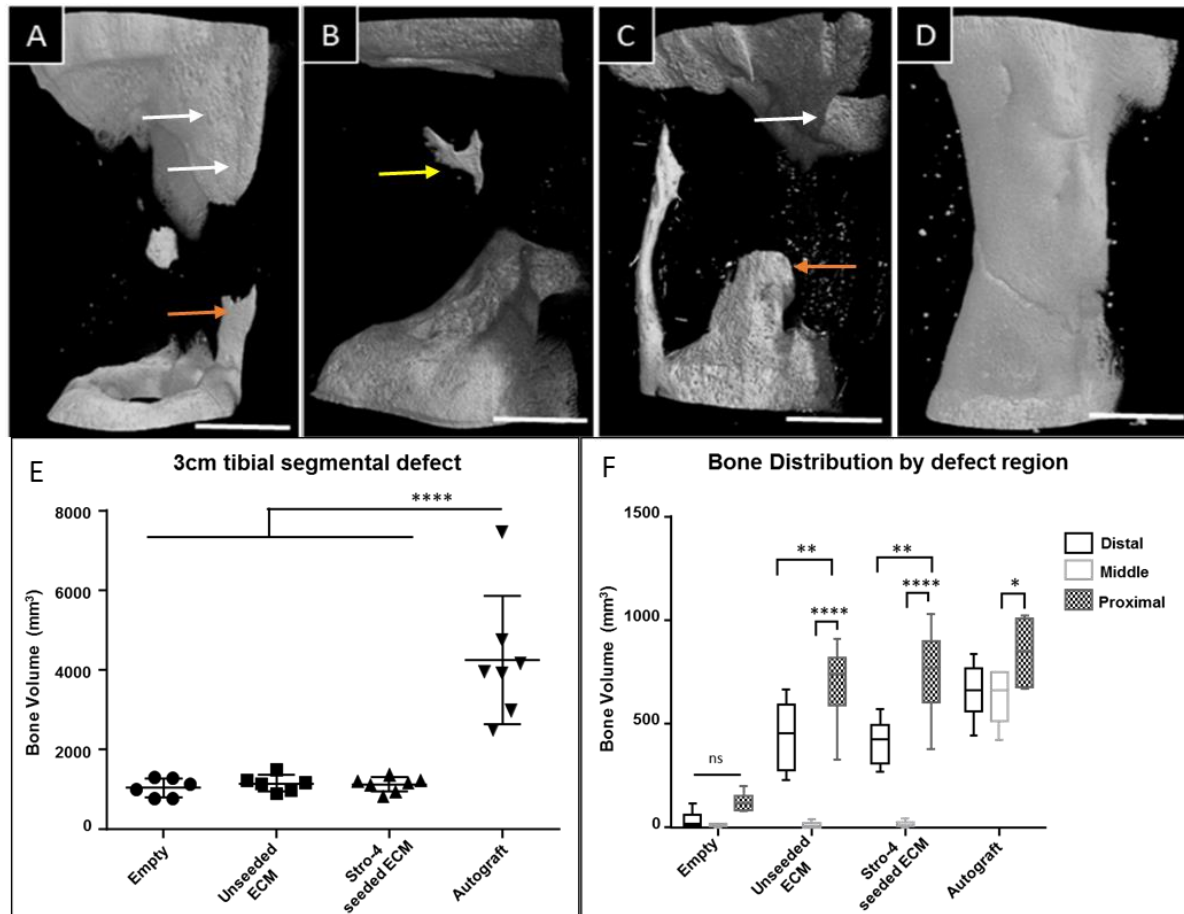 A
B
C
D
E
3cm tibial segmental defect
****
8000
6000
4000
2000
0
Bone Volume (mm³)
Empty
Unseeded
ECM
Stro-4
seeded ECM
Autograft
F
Bone Distribution by defect region
1500
1000
500
0
Bone Volume (mm³)
ns
**
****
**
****
*
Distal
Middle
Proximal
Empty
Unseeded
ECM
Stro-4
seeded ECM
Autograft